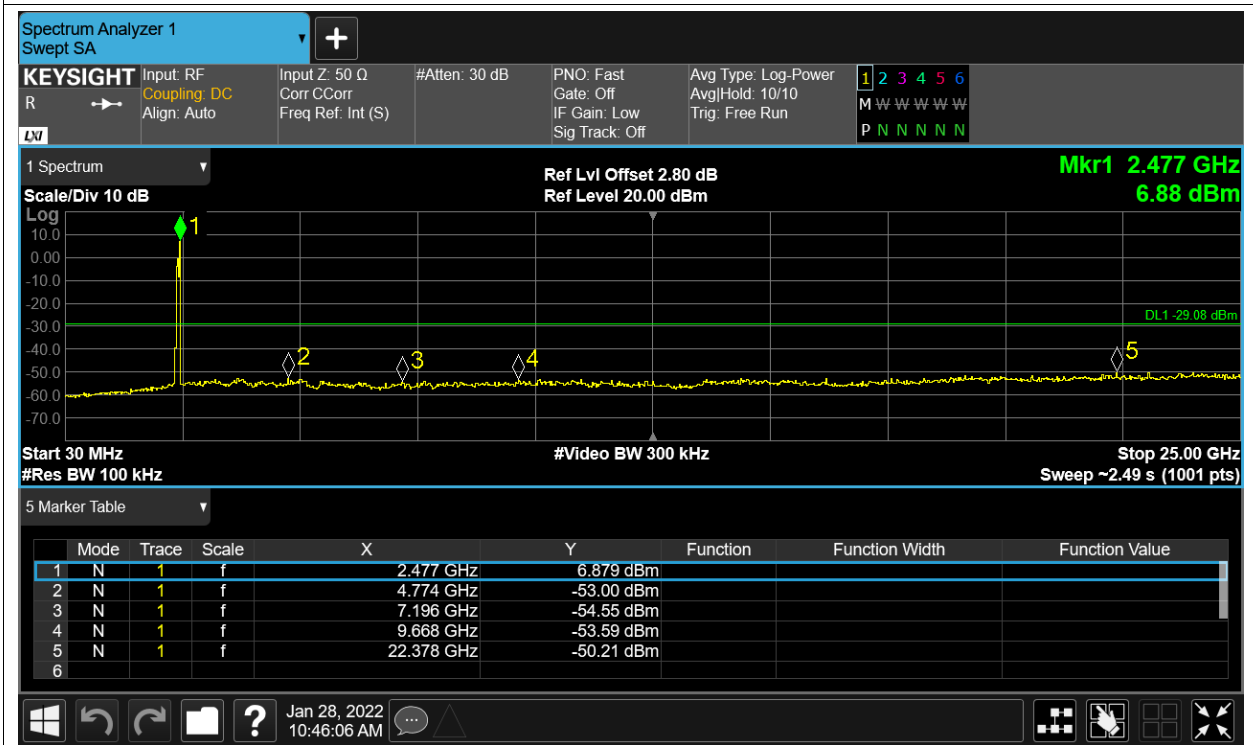 Spectrum Analyzer 1
Swept SA
+
KEYSIGHT Input: RF Input Z: 50 Ω #Atten: 30 dB PNO: Fast Avg Type: Log-Power 1 2 3 4 5 6
R Coupling: DC Corr CCorr Gate: Off Avg|Hold: 10/10 M W W W W W
Align: Auto Freq Ref: Int (S) IF Gain: Low Trig: Free Run P N N N N N
LXI Sig Track: Off
1 Spectrum Ref Lvl Offset 2.80 dB Mkr1 2.477 GHz
Scale/Div 10 dB Ref Level 20.00 dBm 6.88 dBm
Log
1
10.0
0.00
-10.0
-20.0
DL1 -29.08 dBm
-30.0
-40.0
2 3 4 5
-50.0
-60.0
-70.0
Start 30 MHz #Video BW 300 kHz Stop 25.00 GHz
#Res BW 100 kHz Sweep ~2.49 s (1001 pts)
5 Marker Table
Mode Trace Scale X Y Function Function Width Function Value
1 N 1 f 2.477 GHz 6.879 dBm
2 N 1 f 4.774 GHz -53.00 dBm
3 N 1 f 7.196 GHz -54.55 dBm
4 N 1 f 9.668 GHz -53.59 dBm
5 N 1 f 22.378 GHz -50.21 dBm
6
? Jan 28, 2022
10:46:06 AM